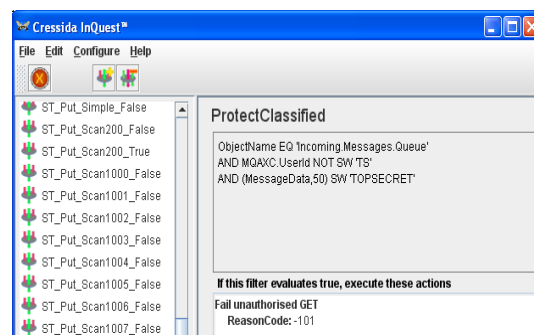 Cressida InQuest™
File Edit Configure Help
ST_Put_Simple_False
ST_Put_Scan200_False
ST_Put_Scan200_True
ST_Put_Scan1000_False
ST_Put_Scan1001_False
ST_Put_Scan1002_False
ST_Put_Scan1003_False
ST_Put_Scan1004_False
ST_Put_Scan1005_False
ST_Put_Scan1006_False
ST_Put_Scan1007_False
ProtectClassified
ObjectName EQ 'Incoming.Messages.Queue'
AND MQAXC.UserId NOT SW 'TS'
AND (MessageData,50) SW 'TOPSECRET'
If this filter evaluates true, execute these actions
Fail unauthorised GET
ReasonCode: -101